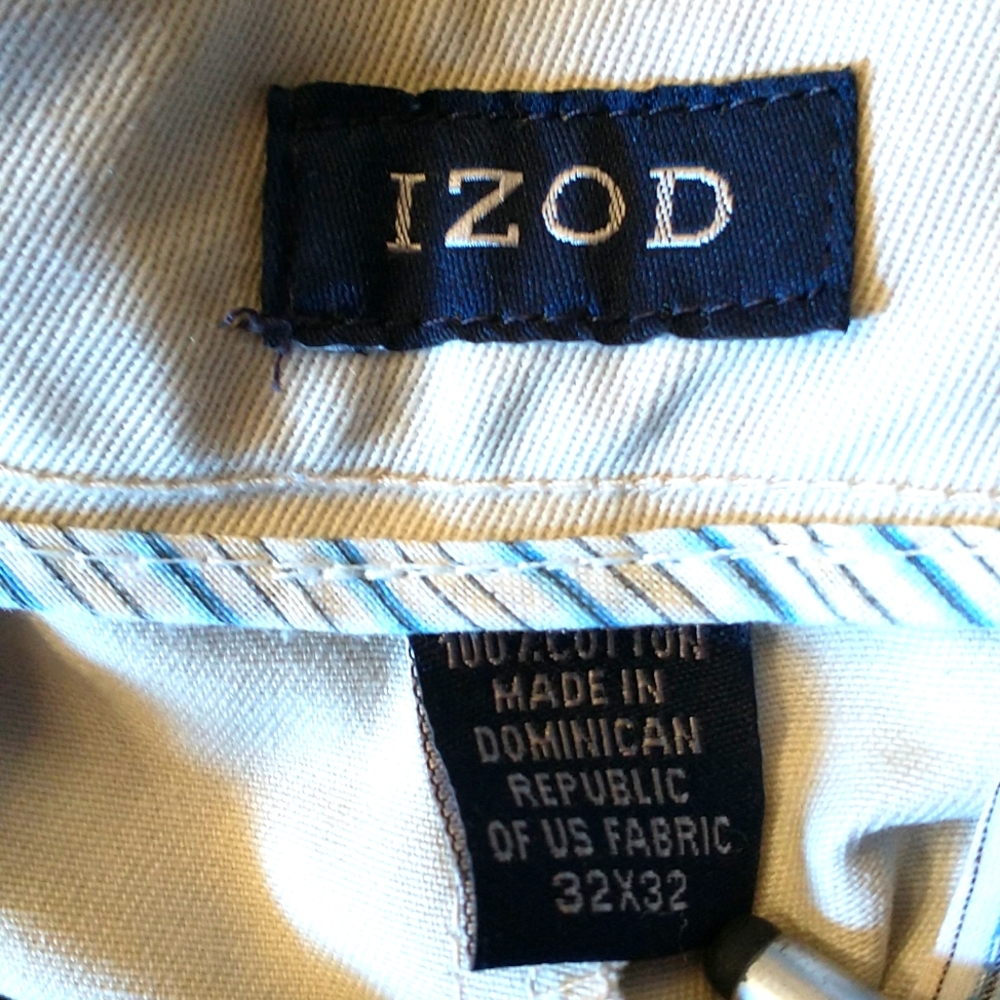 IZOD
100% COTTON
MADE IN
DOMINICAN
REPUBLIC
OF US FABRIC
32X32